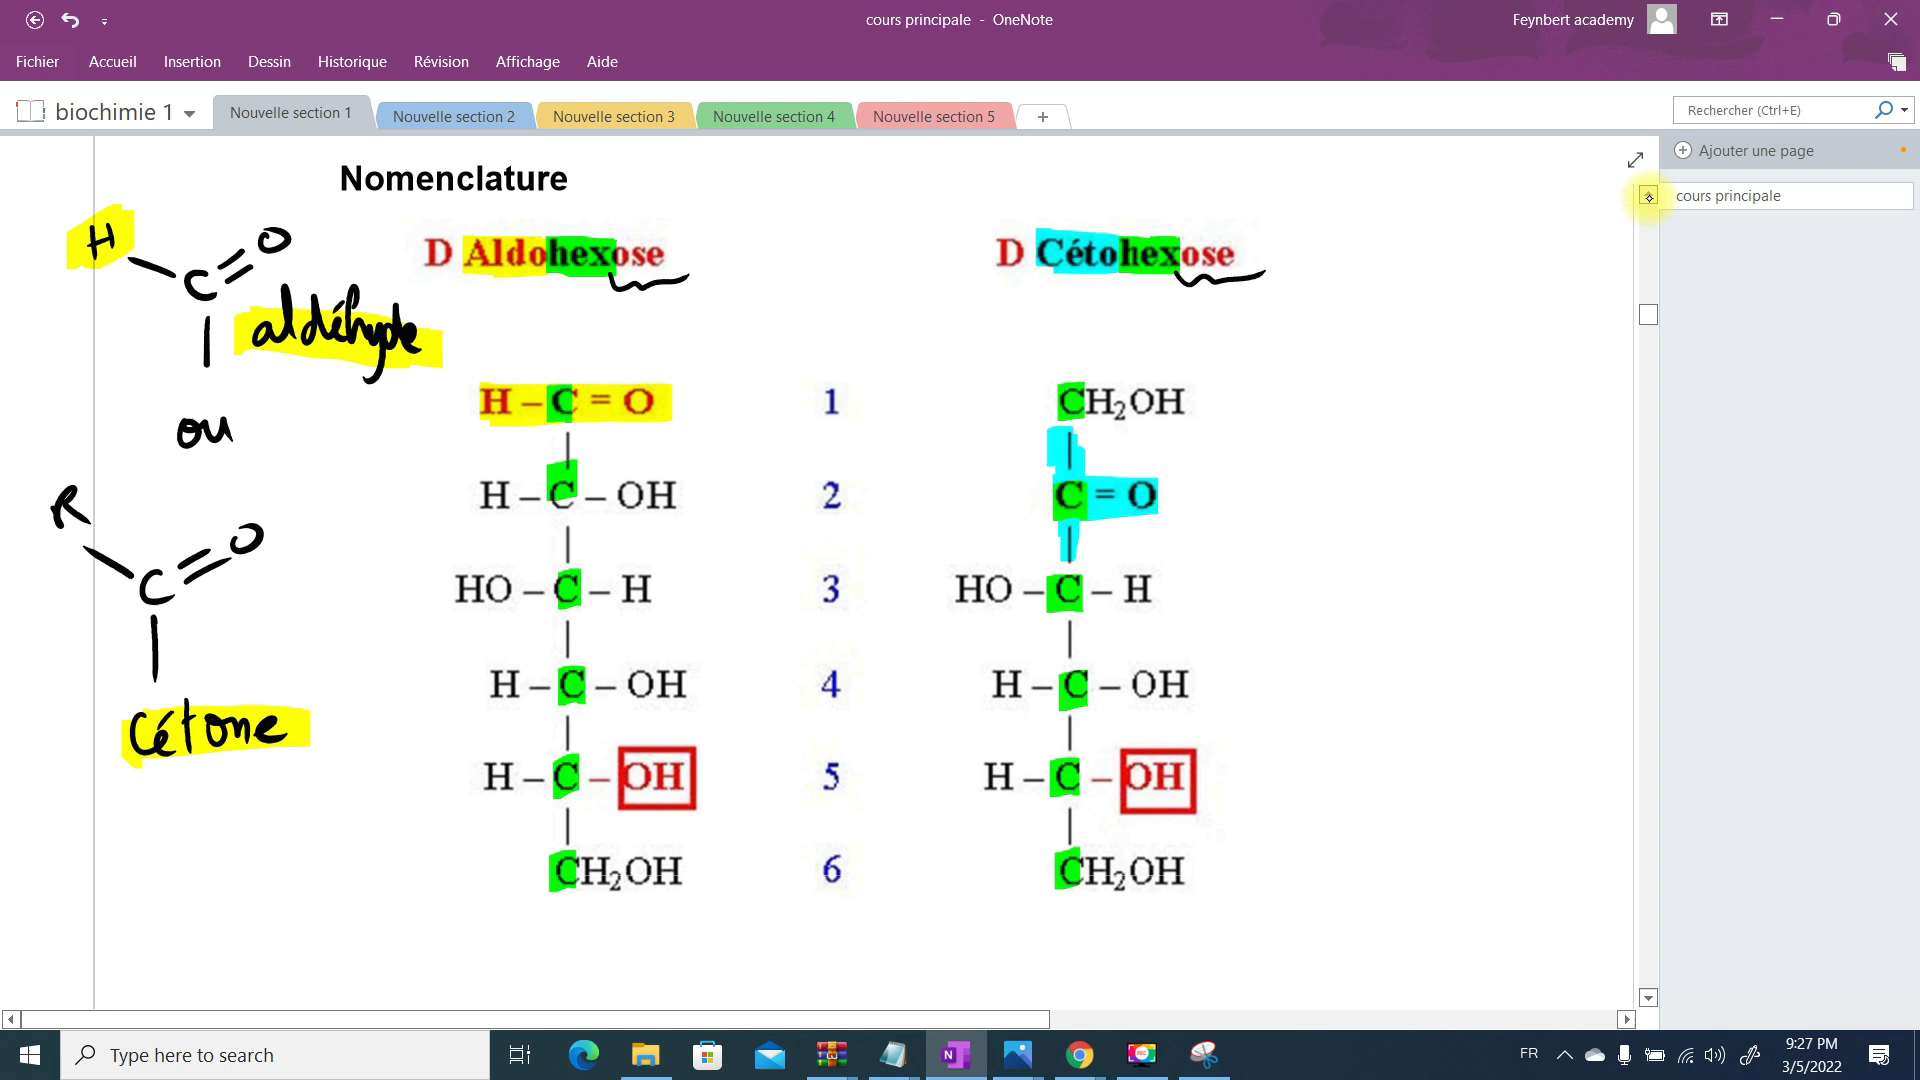 cours principale - OneNote
Feynbert academy
Fichier Accueil Insertion Dessin Historique Révision Affichage Aide
biochimie 1
Nouvelle section 1 Nouvelle section 2 Nouvelle section 3 Nouvelle section 4 Nouvelle section 5 +
Rechercher (Ctrl+E)
Ajouter une page
cours principale
Nomenclature
H
C
O
aldéhyde
ou
R
C
O
Cétone
D Aldohexose
D Cétohexose
H – C = O 1 CH₂OH
H – C – OH 2 C = O
HO – C – H 3 HO – C – H
H – C – OH 4 H – C – OH
H – C – OH 5 H – C – OH
CH₂OH 6 CH₂OH
Type here to search
FR
9:27 PM
3/5/2022